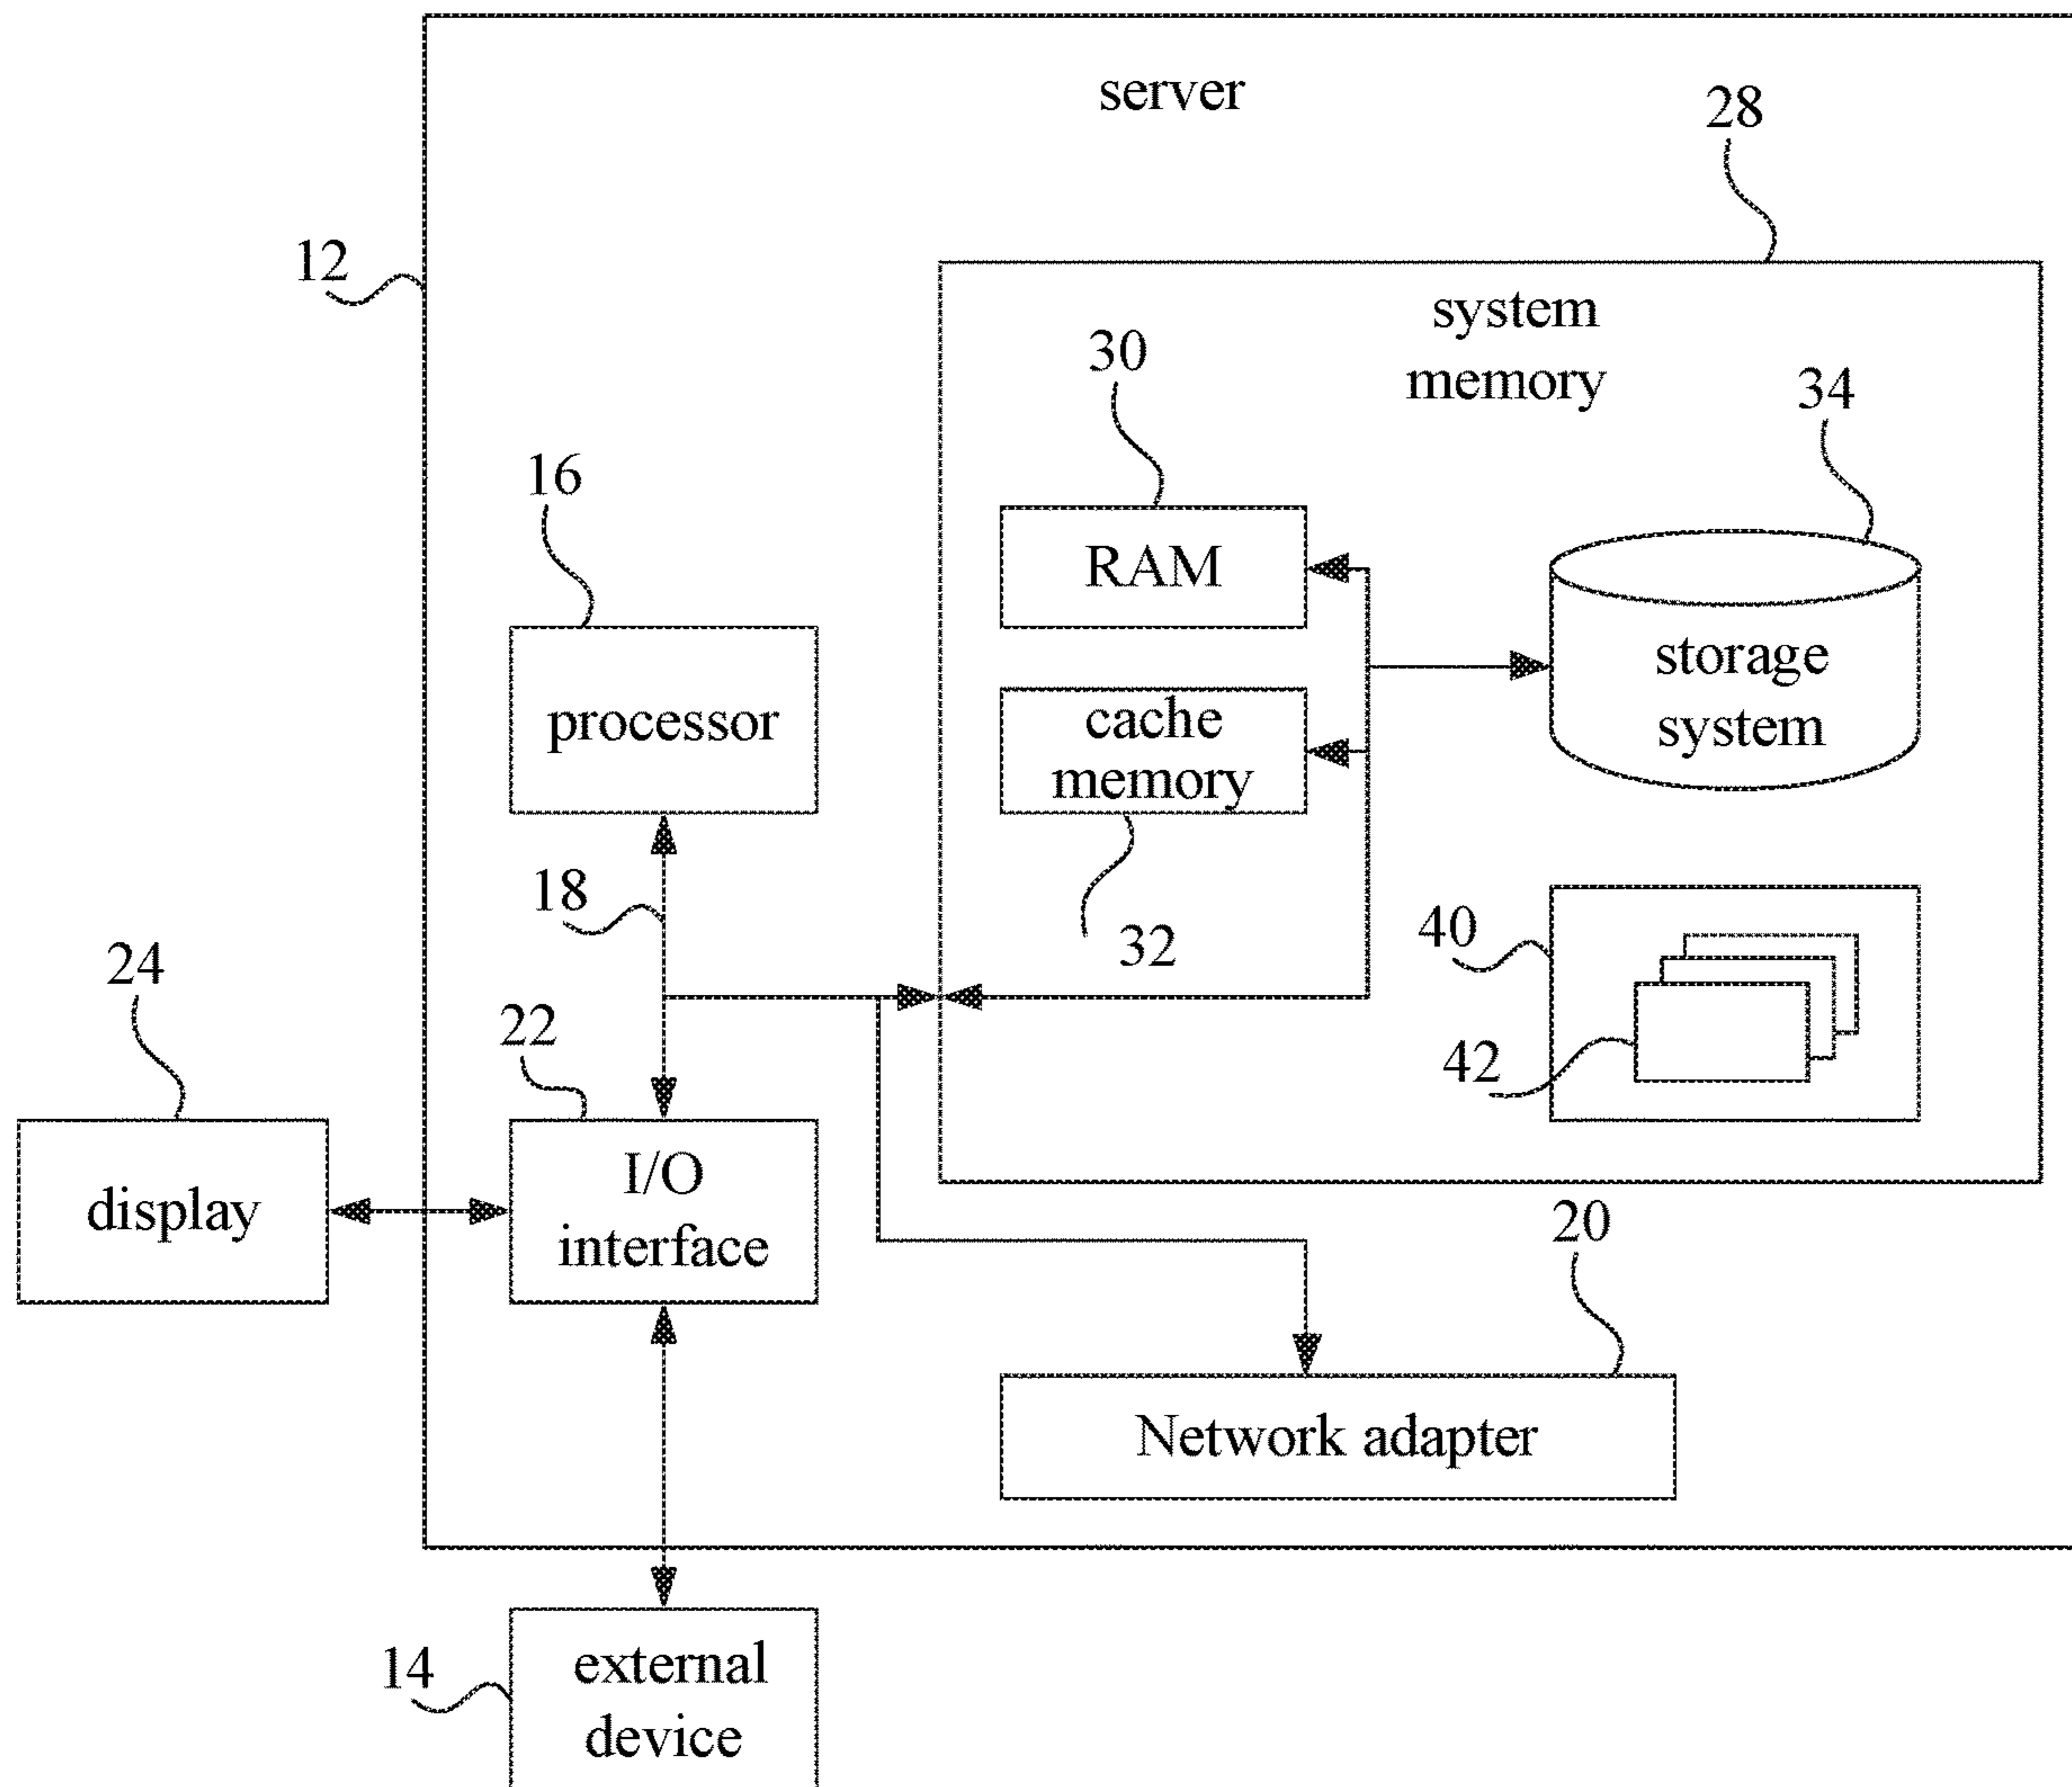 server
28
12
system
memory
30
34
16
RAM
storage
system
processor
cache
memory
18
32
40
24
22
42
display
I/O
interface
20
Network adapter
14
external
device